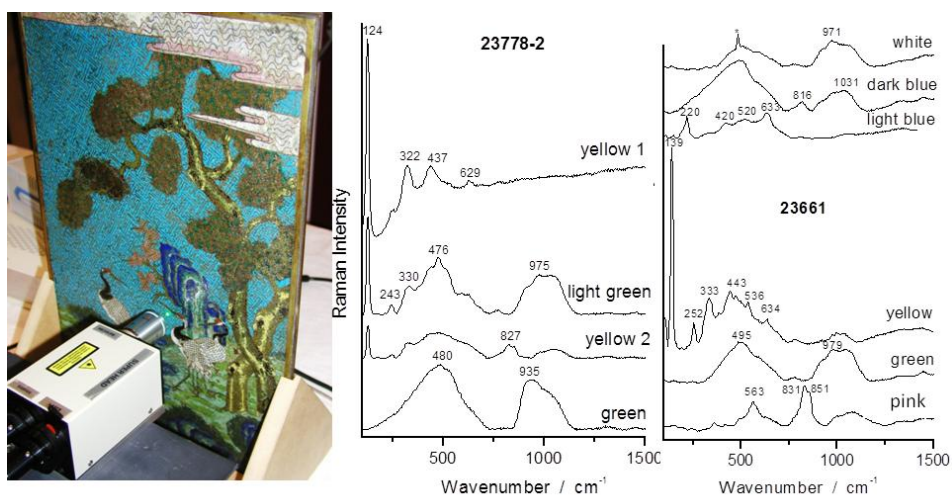 124
23778-2
322
437
629
yellow 1
476
330
975
243
light green
yellow 2
827
480
935
green
Raman Intensity
500
1000
1500
Wavenumber / cm-1
*
971
white
dark blue
1031
816
light blue
220
420
520
633
139
23661
443
333
536
252
634
yellow
495
979
green
563
831
851
pink
500
1000
1500
Wavenumber / cm-1